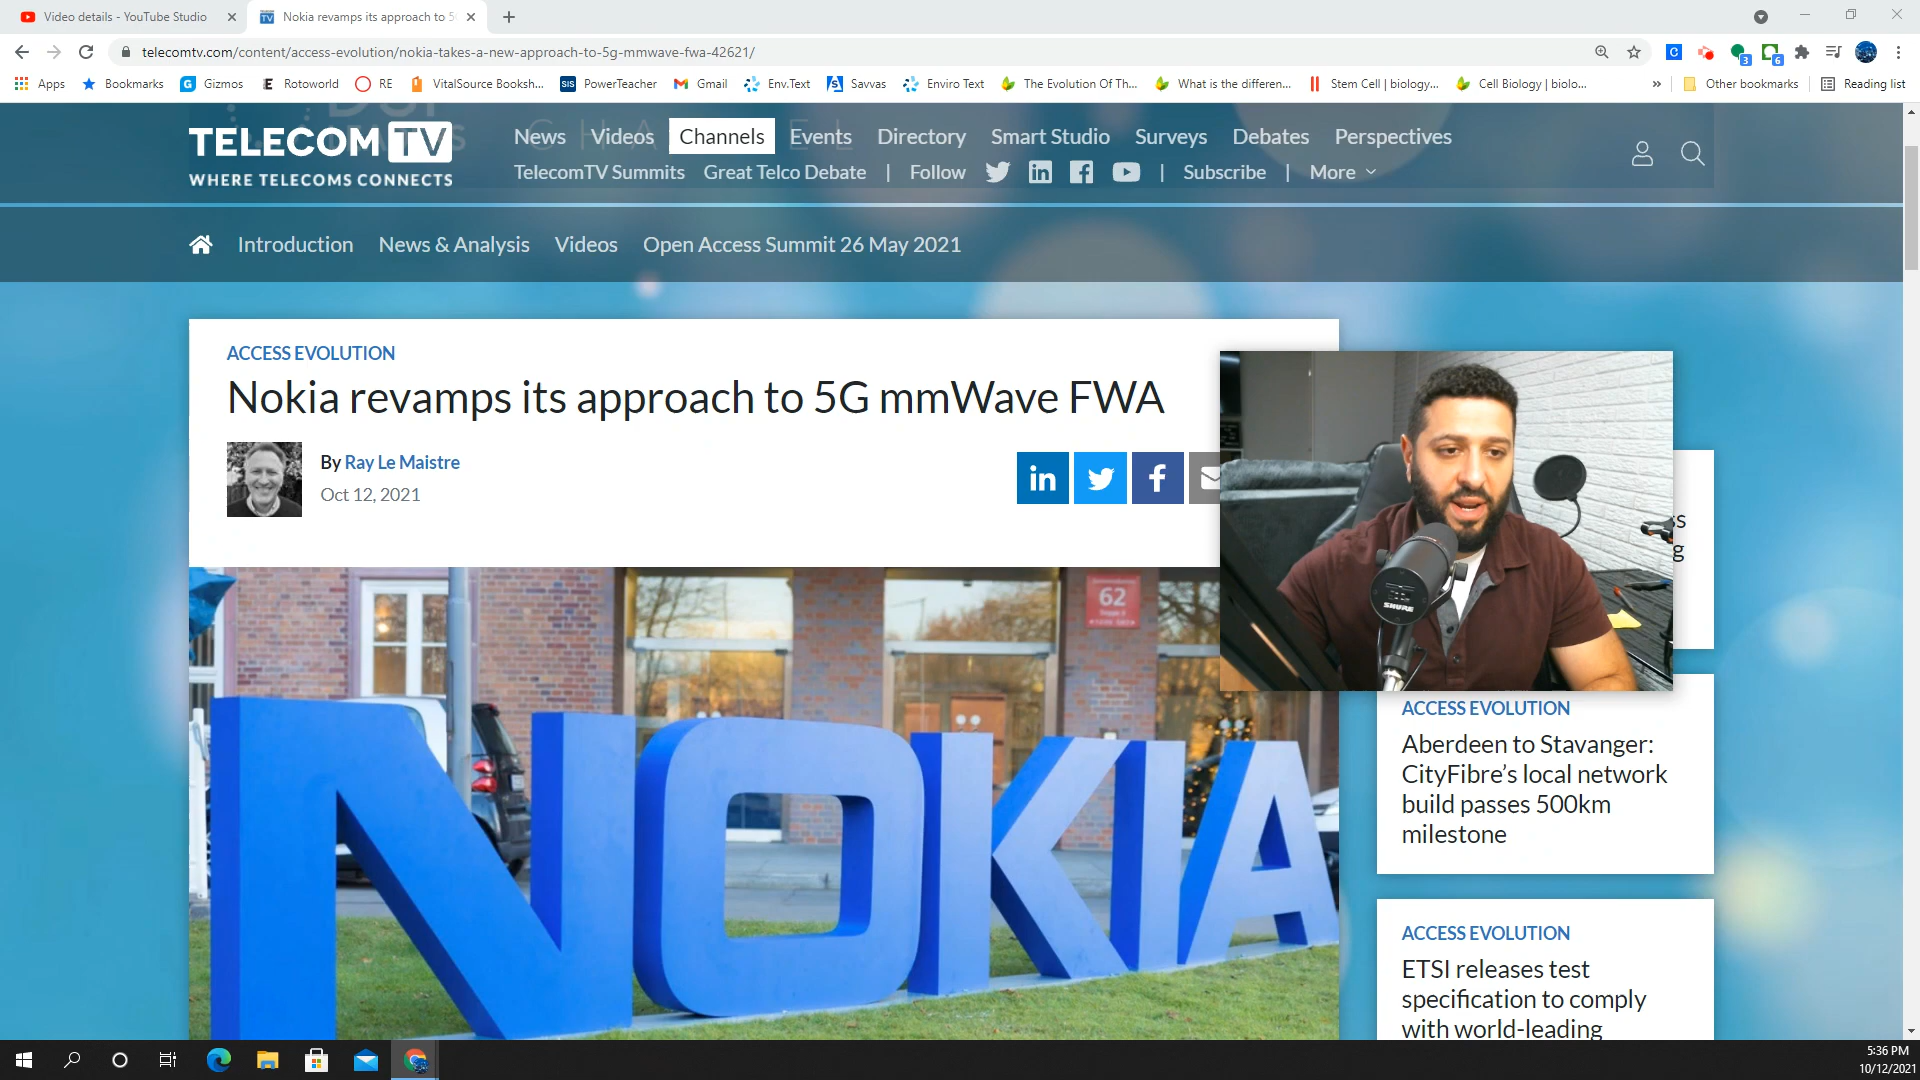 Video details - YouTube Studio
Nokia revamps its approach to 5
telecomtv.com/content/access-evolution/nokia-takes-a-new-approach-to-5g-mmwave-fwa-42621/
Apps Bookmarks Gizmos Rotoworld RE VitalSource Booksh... PowerTeacher Gmail Env.Text Savvas Enviro Text The Evolution Of Th... What is the differen... Stem Cell | biology... Cell Biology | biolo... » Other bookmarks Reading list
TELECOM TV
WHERE TELECOMS CONNECTS
News Videos Channels Events Directory Smart Studio Surveys Debates Perspectives
TelecomTV Summits Great Telco Debate | Follow | Subscribe | More
Introduction News & Analysis Videos Open Access Summit 26 May 2021
ACCESS EVOLUTION
Nokia revamps its approach to 5G mmWave FWA
By Ray Le Maistre
Oct 12, 2021
62
NOKIA
SHURE
ACCESS EVOLUTION
Aberdeen to Stavanger:
CityFibre’s local network
build passes 500km
milestone
ACCESS EVOLUTION
ETSI releases test
specification to comply
with world-leading
5:36 PM
10/12/2021